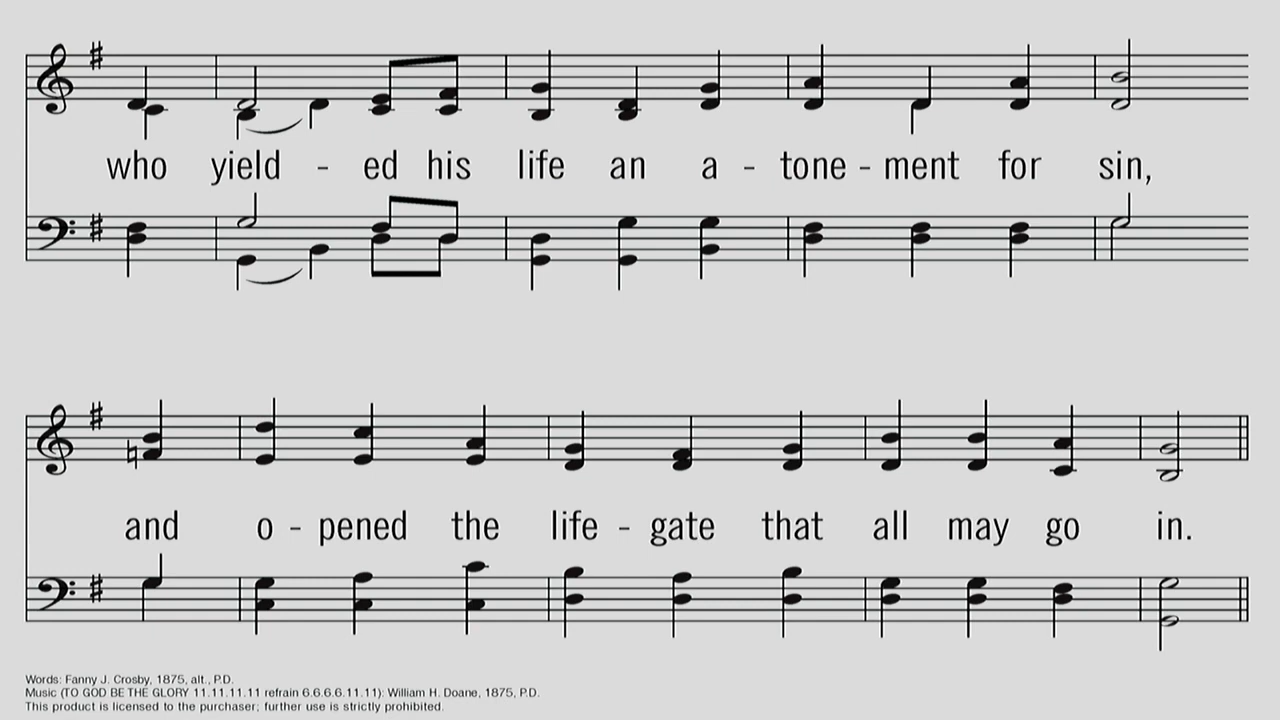 who yield - ed his life an a - tone - ment for sin,
and o - pened the life - gate that all may go in.
Words: Fanny J. Crosby, 1875, alt., P.D.
Music (TO GOD BE THE GLORY 11.11.11.11 refrain 6.6.6.6.11.11): William H. Doane, 1875, P.D.
This product is licensed to the purchaser; further use is strictly prohibited.